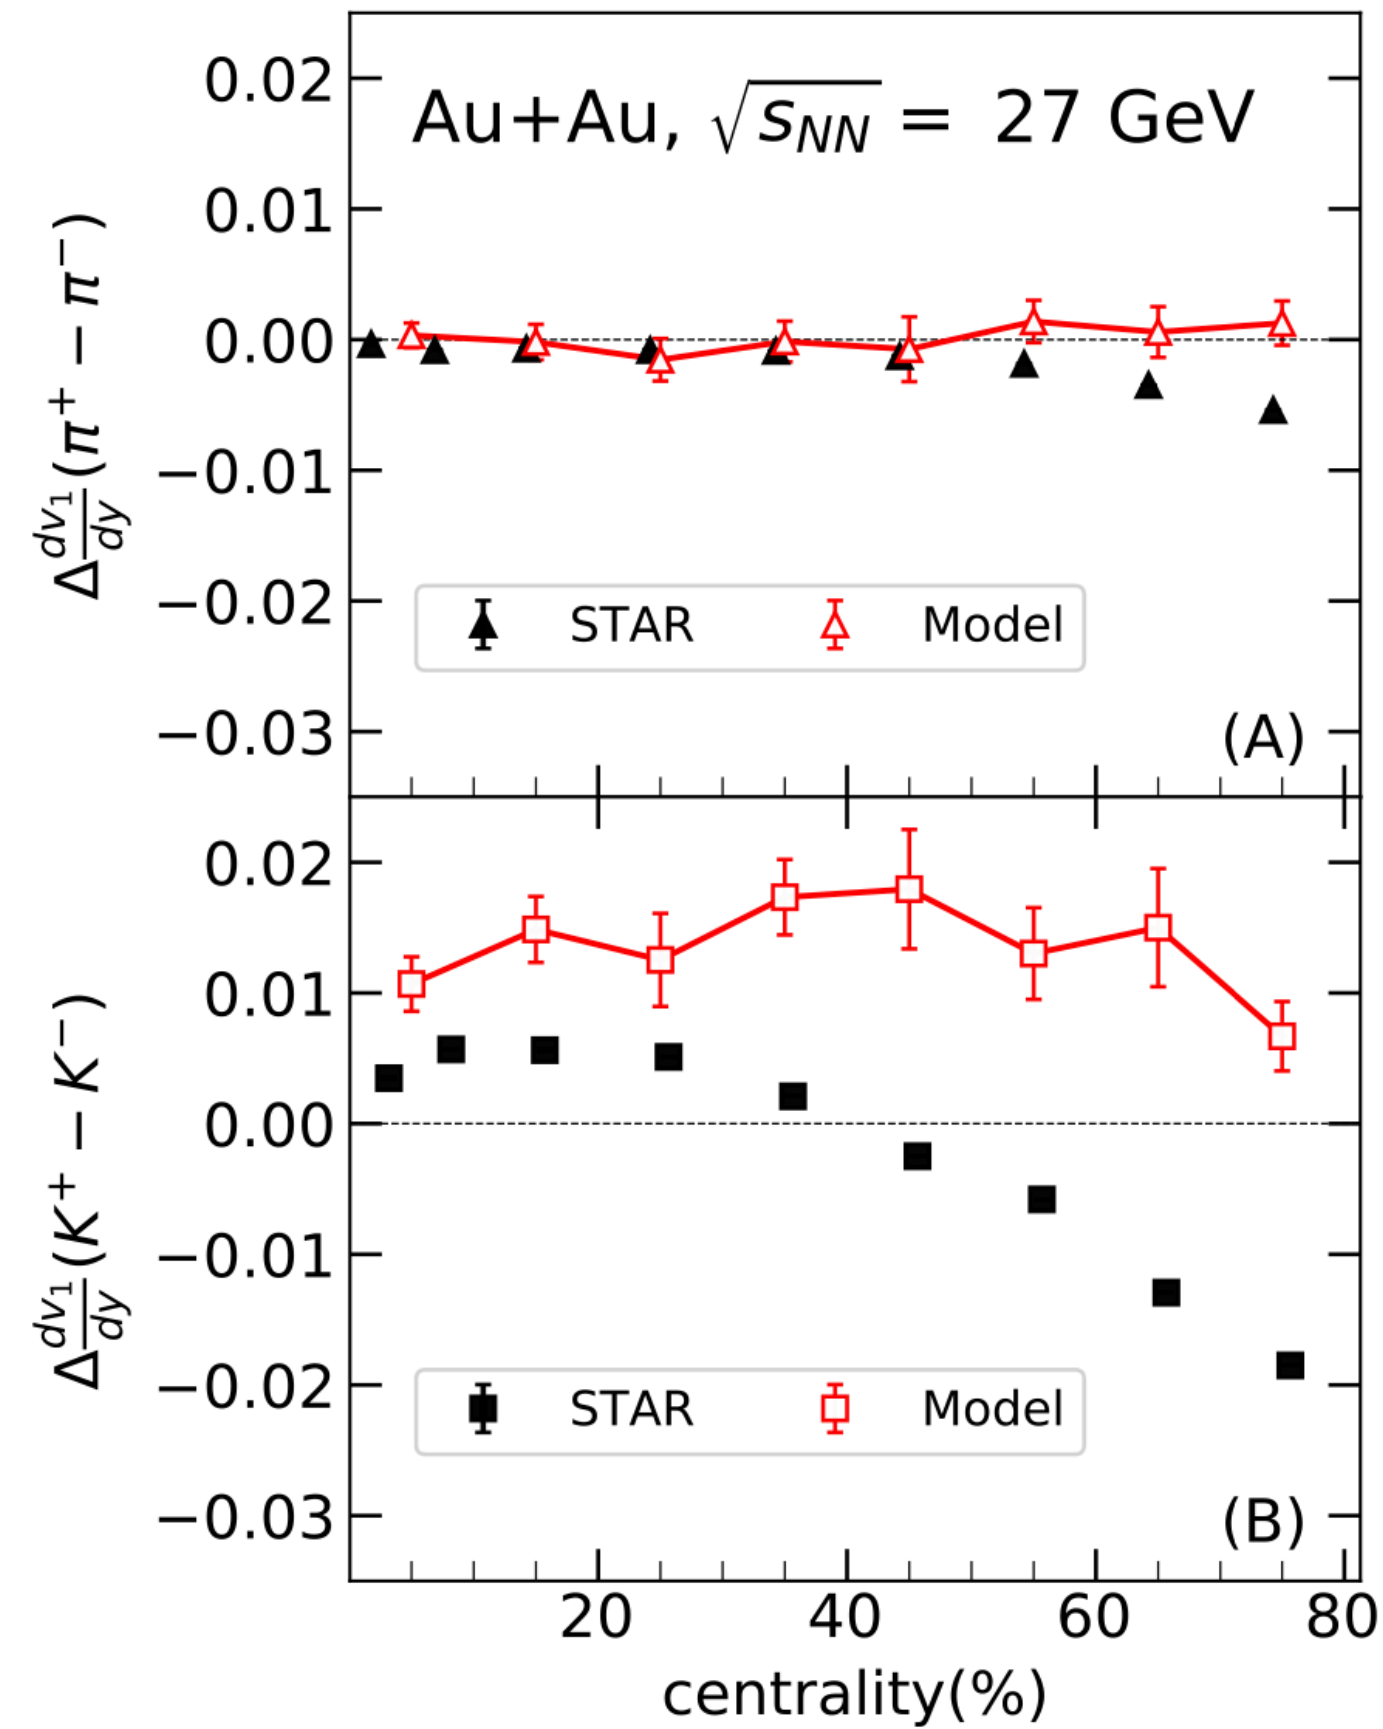 0.02
Au+Au, √s_NN = 27 GeV
0.01
0.00
−0.01
−0.02
−0.03
Δ dv₁/dy (π⁺ − π⁻)
STAR Model
(A)
0.02
0.01
0.00
−0.01
−0.02
−0.03
Δ dv₁/dy (K⁺ − K⁻)
STAR Model
(B)
20 40 60 80
centrality(%)